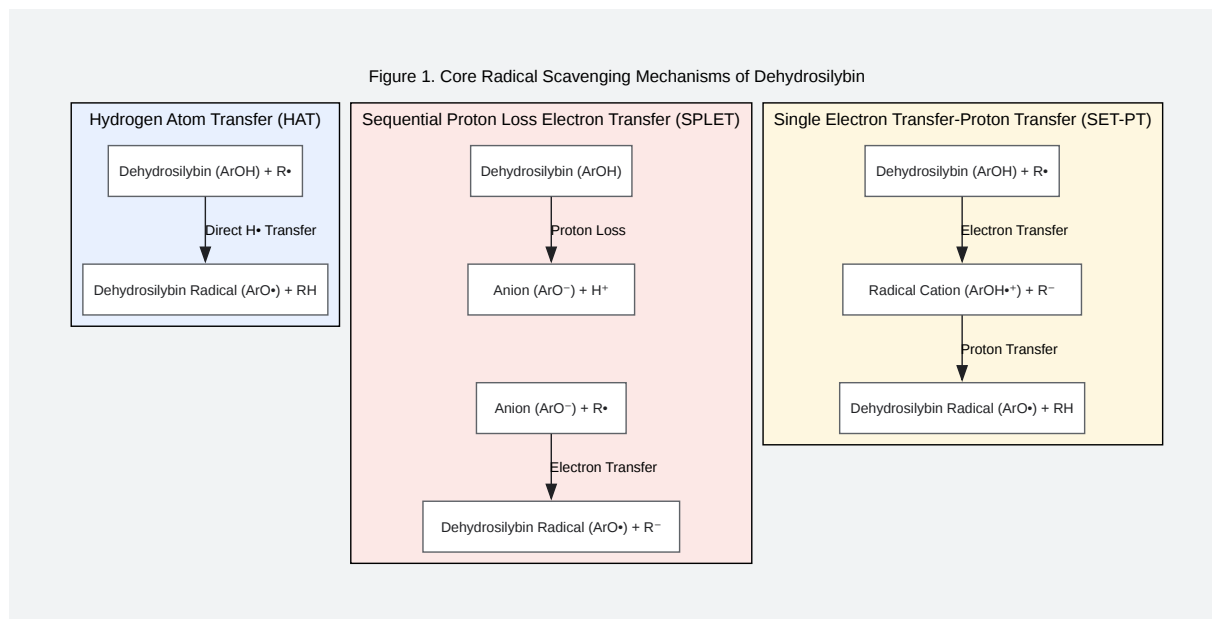 Figure 1. Core Radical Scavenging Mechanisms of Dehydrosilybin
Hydrogen Atom Transfer (HAT)
Dehydrosilybin (ArOH) + R•
Direct H• Transfer
Dehydrosilybin Radical (ArO•) + RH
Sequential Proton Loss Electron Transfer (SPLET)
Dehydrosilybin (ArOH)
Proton Loss
Anion (ArO⁻) + H⁺
Anion (ArO⁻) + R•
Electron Transfer
Dehydrosilybin Radical (ArO•) + R⁻
Single Electron Transfer-Proton Transfer (SET-PT)
Dehydrosilybin (ArOH) + R•
Electron Transfer
Radical Cation (ArOH•⁺) + R⁻
Proton Transfer
Dehydrosilybin Radical (ArO•) + RH